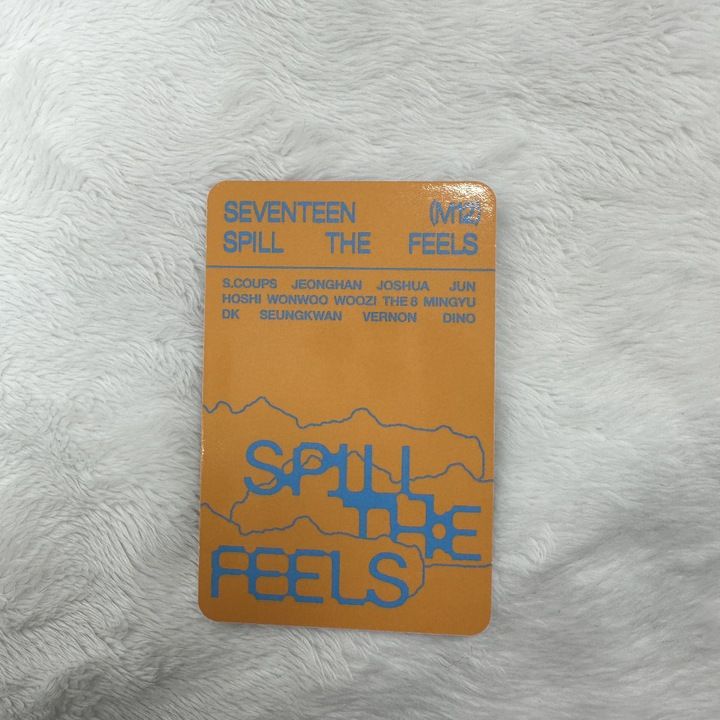 SEVENTEEN (M12)
SPILL THE FEELS
S.COUPS JEONGHAN JOSHUA JUN
HOSHI WONWOO WOOZI THE 8 MINGYU
DK SEUNGKWAN VERNON DINO
SPILL
THE
FEELS